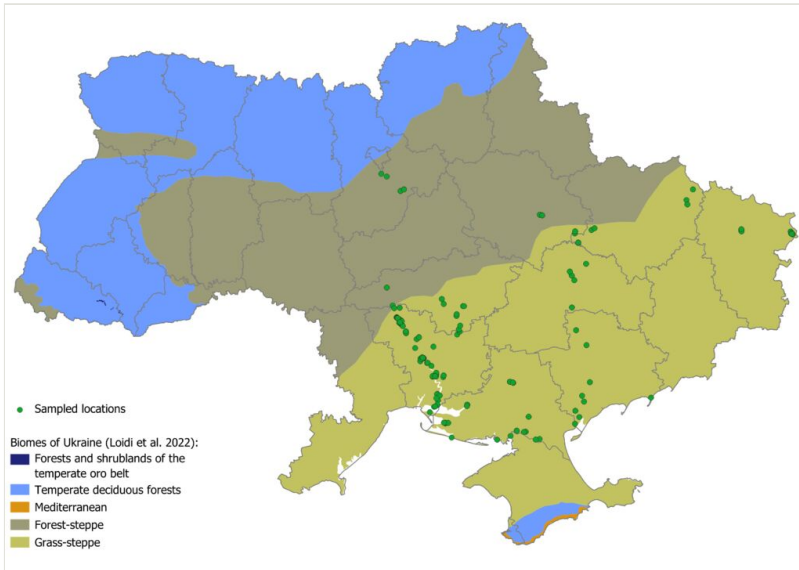 Sampled locations
Biomes of Ukraine (Loidi et al. 2022):
Forests and shrublands of the
temperate oro belt
Temperate deciduous forests
Mediterranean
Forest-steppe
Grass-steppe